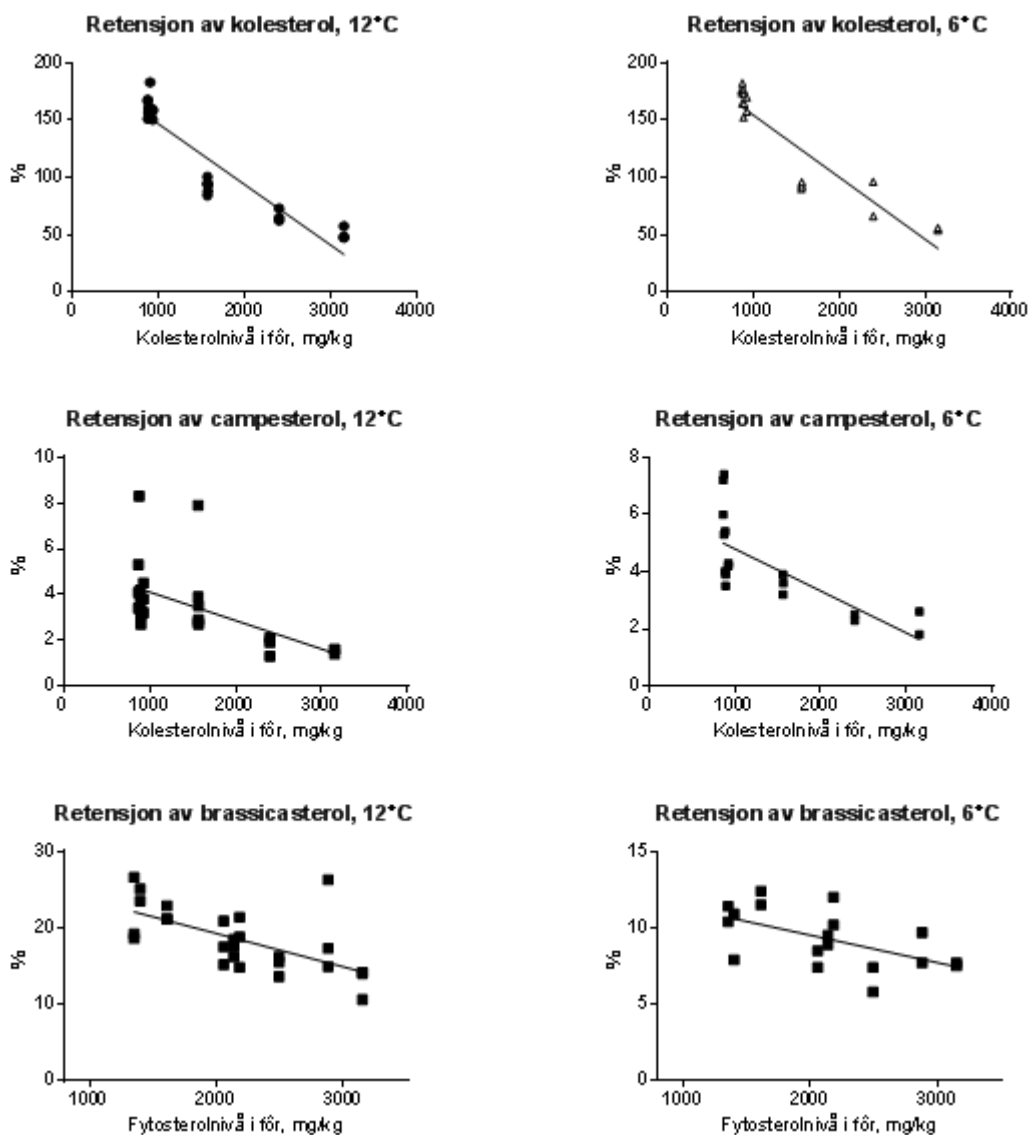 Retensjon av kolesterol, 12°C
200
150
100
50
0
%
0 1000 2000 3000 4000
Kolesterolnivå i fôr, mg/kg
Retensjon av kolesterol, 6°C
200
150
100
50
0
%
0 1000 2000 3000 4000
Kolesterolnivå i fôr, mg/kg
Retensjon av campesterol, 12°C
10
8
6
4
2
0
%
0 1000 2000 3000 4000
Kolesterolnivå i fôr, mg/kg
Retensjon av campesterol, 6°C
8
6
4
2
0
%
0 1000 2000 3000 4000
Kolesterolnivå i fôr, mg/kg
Retensjon av brassicasterol, 12°C
30
20
10
0
%
1000 2000 3000
Fytosterolnivå i fôr, mg/kg
Retensjon av brassicasterol, 6°C
15
10
5
0
%
1000 2000 3000
Fytosterolnivå i fôr, mg/kg